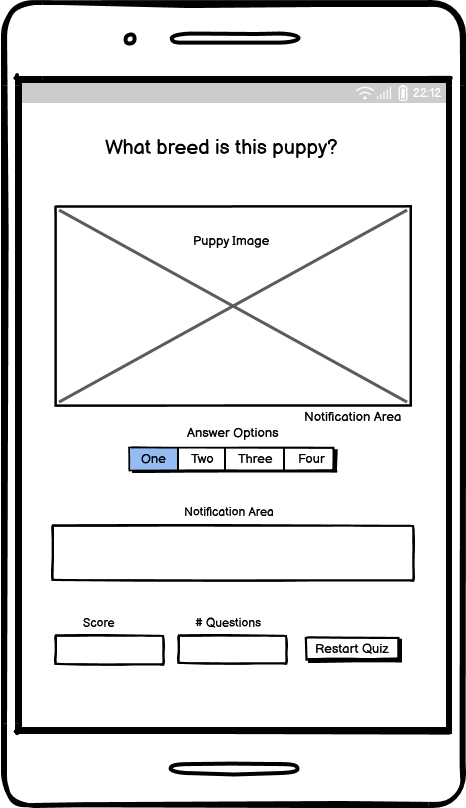 22:12
What breed is this puppy?
Puppy Image
Notification Area
Answer Options
One Two Three Four
Notification Area
Score # Questions
Restart Quiz